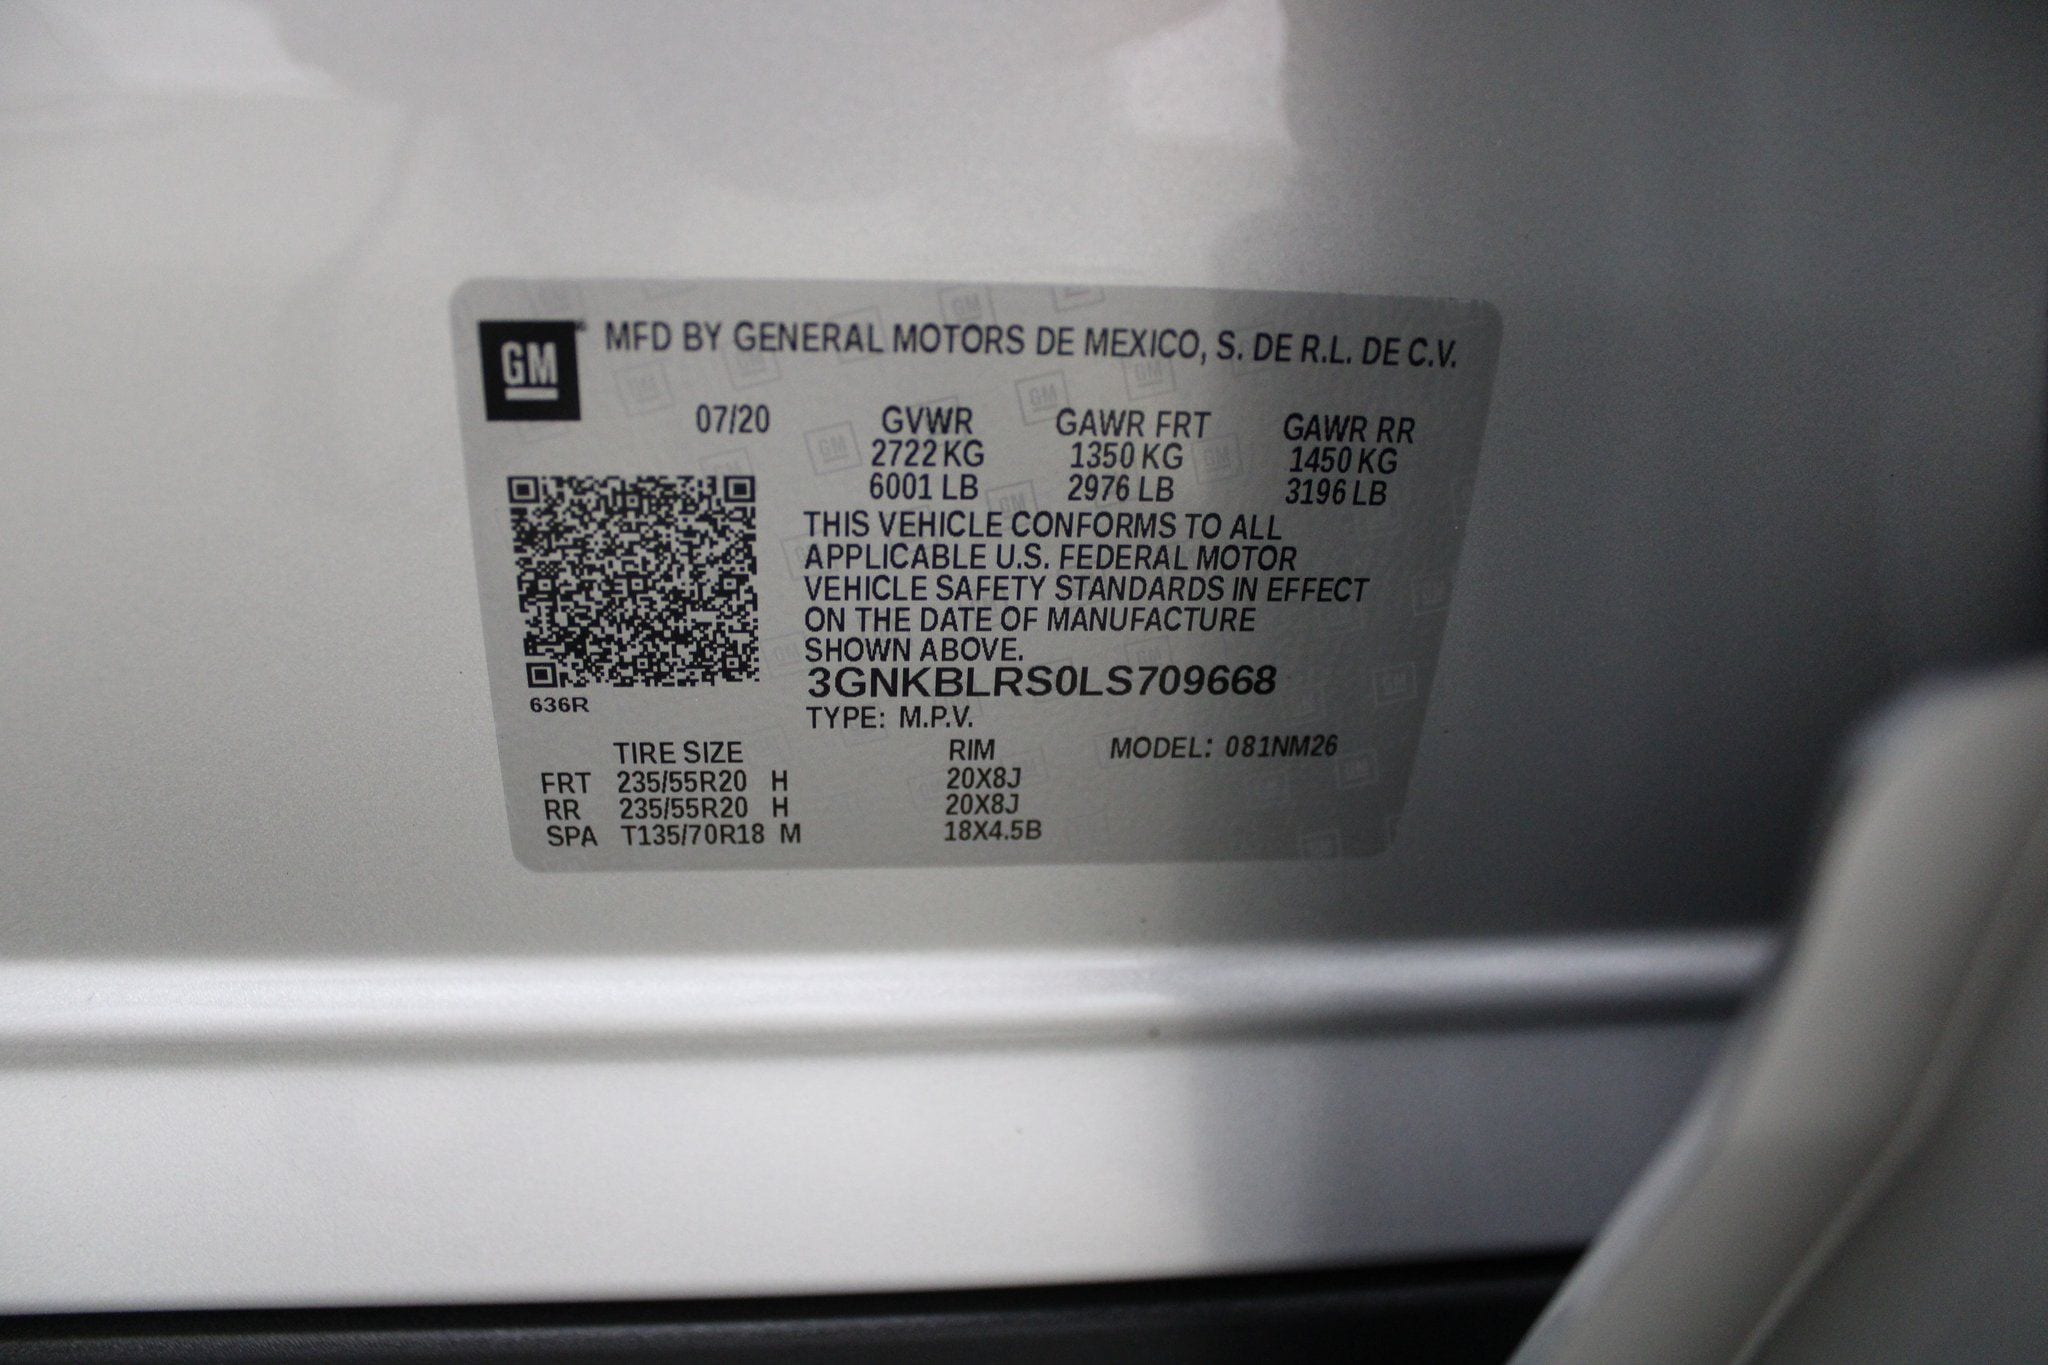 GM MFD BY GENERAL MOTORS DE MEXICO, S. DE R.L. DE C.V.
07/20 GVWR GAWR FRT GAWR RR
2722 KG 1350 KG 1450 KG
6001 LB 2976 LB 3196 LB
THIS VEHICLE CONFORMS TO ALL
APPLICABLE U.S. FEDERAL MOTOR
VEHICLE SAFETY STANDARDS IN EFFECT
ON THE DATE OF MANUFACTURE
SHOWN ABOVE.
3GNKBLRS0LS709668
636R
TYPE: M.P.V.
TIRE SIZE RIM MODEL: 081NM26
FRT 235/55R20 H 20X8J
RR 235/55R20 H 20X8J
SPA T135/70R18 M 18X4.5B